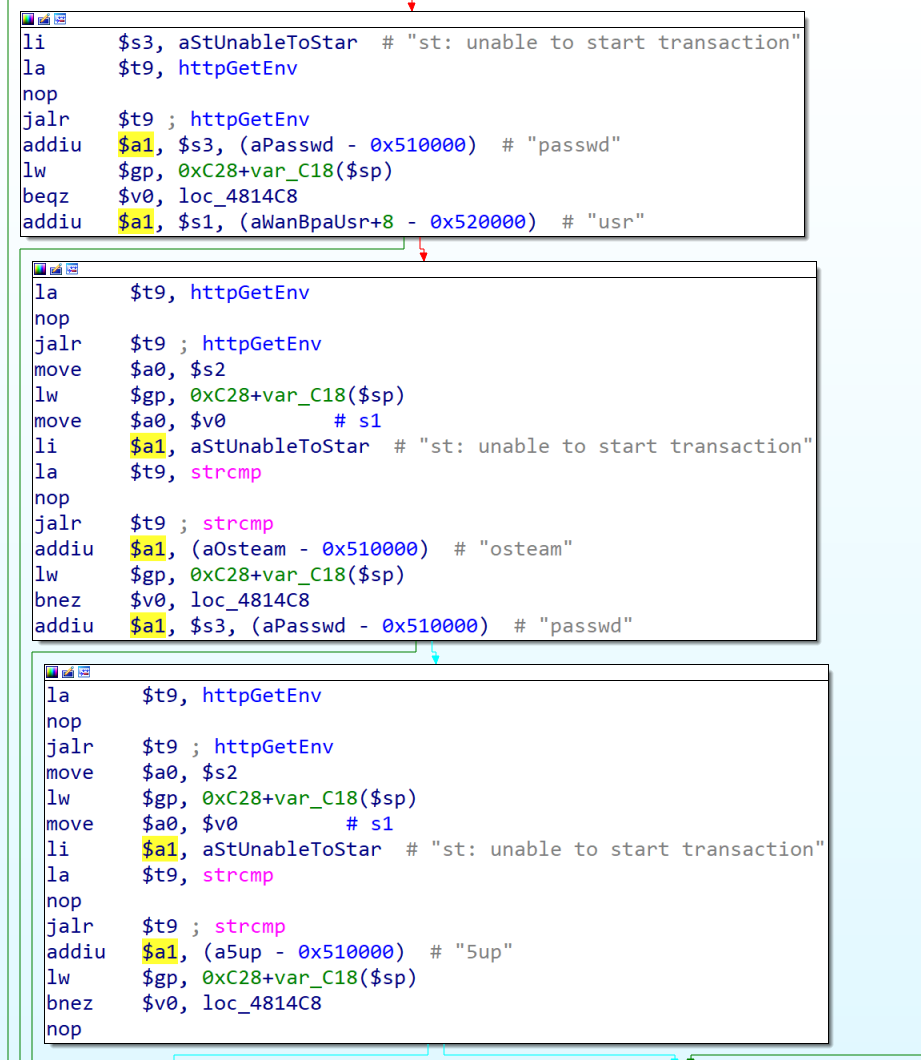 li $s3, aStUnableToStar # "st: unable to start transaction"
la $t9, httpGetEnv
nop
jalr $t9 ; httpGetEnv
addiu $a1, $s3, (aPasswd - 0x510000) # "passwd"
lw $gp, 0xC28+var_C18($sp)
beqz $v0, loc_4814C8
addiu $a1, $s1, (aWanBpaUsr+8 - 0x520000) # "usr"
la $t9, httpGetEnv
nop
jalr $t9 ; httpGetEnv
move $a0, $s2
lw $gp, 0xC28+var_C18($sp)
move $a0, $v0 # s1
li $a1, aStUnableToStar # "st: unable to start transaction"
la $t9, strcmp
nop
jalr $t9 ; strcmp
addiu $a1, (aOsteam - 0x510000) # "osteam"
lw $gp, 0xC28+var_C18($sp)
bnez $v0, loc_4814C8
addiu $a1, $s3, (aPasswd - 0x510000) # "passwd"
la $t9, httpGetEnv
nop
jalr $t9 ; httpGetEnv
move $a0, $s2
lw $gp, 0xC28+var_C18($sp)
move $a0, $v0 # s1
li $a1, aStUnableToStar # "st: unable to start transaction"
la $t9, strcmp
nop
jalr $t9 ; strcmp
addiu $a1, (a5up - 0x510000) # "5up"
lw $gp, 0xC28+var_C18($sp)
bnez $v0, loc_4814C8
nop